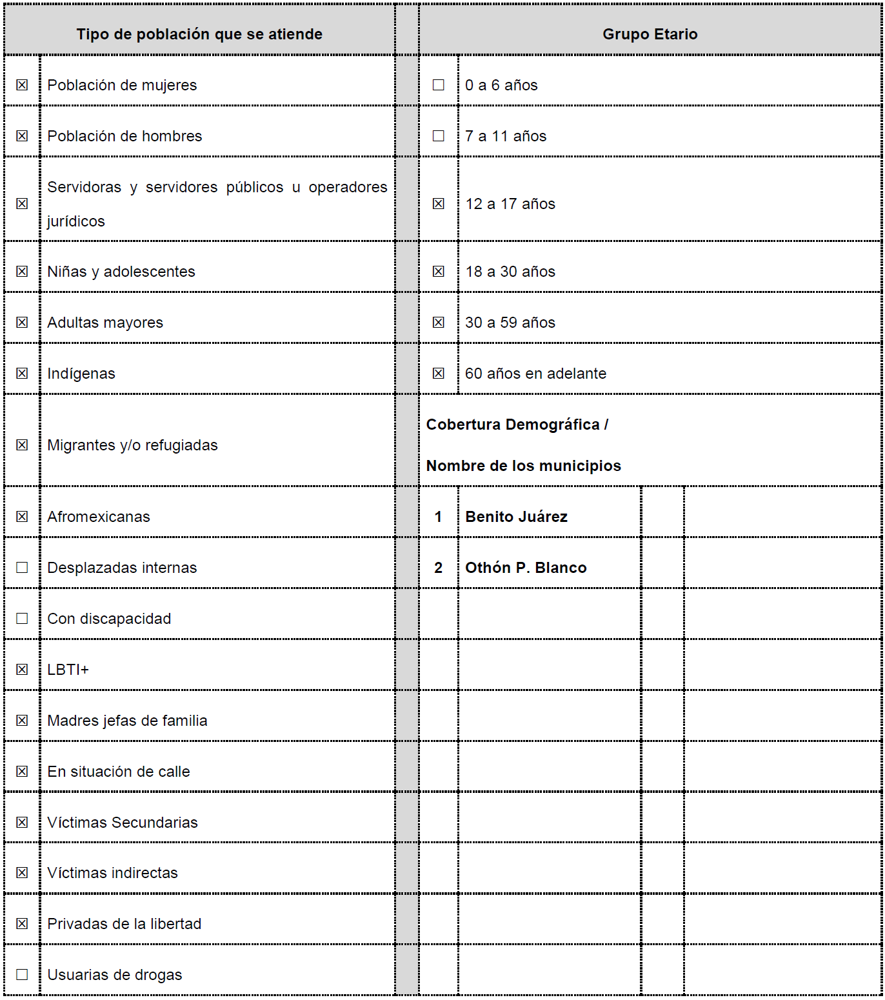 Tipo de población que se atiende
Grupo Etario
☒ Población de mujeres
☐ 0 a 6 años
☒ Población de hombres
☐ 7 a 11 años
☒ Servidoras y servidores públicos u operadores
jurídicos
☒ 12 a 17 años
☒ Niñas y adolescentes
☒ 18 a 30 años
☒ Adultas mayores
☒ 30 a 59 años
☒ Indígenas
☒ 60 años en adelante
☒ Migrantes y/o refugiadas
Cobertura Demográfica /
Nombre de los municipios
☒ Afromexicanas
1 Benito Juárez
☐ Desplazadas internas
2 Othón P. Blanco
☐ Con discapacidad
☒ LBTI+
☒ Madres jefas de familia
☒ En situación de calle
☒ Víctimas Secundarias
☒ Víctimas indirectas
☒ Privadas de la libertad
☐ Usuarias de drogas